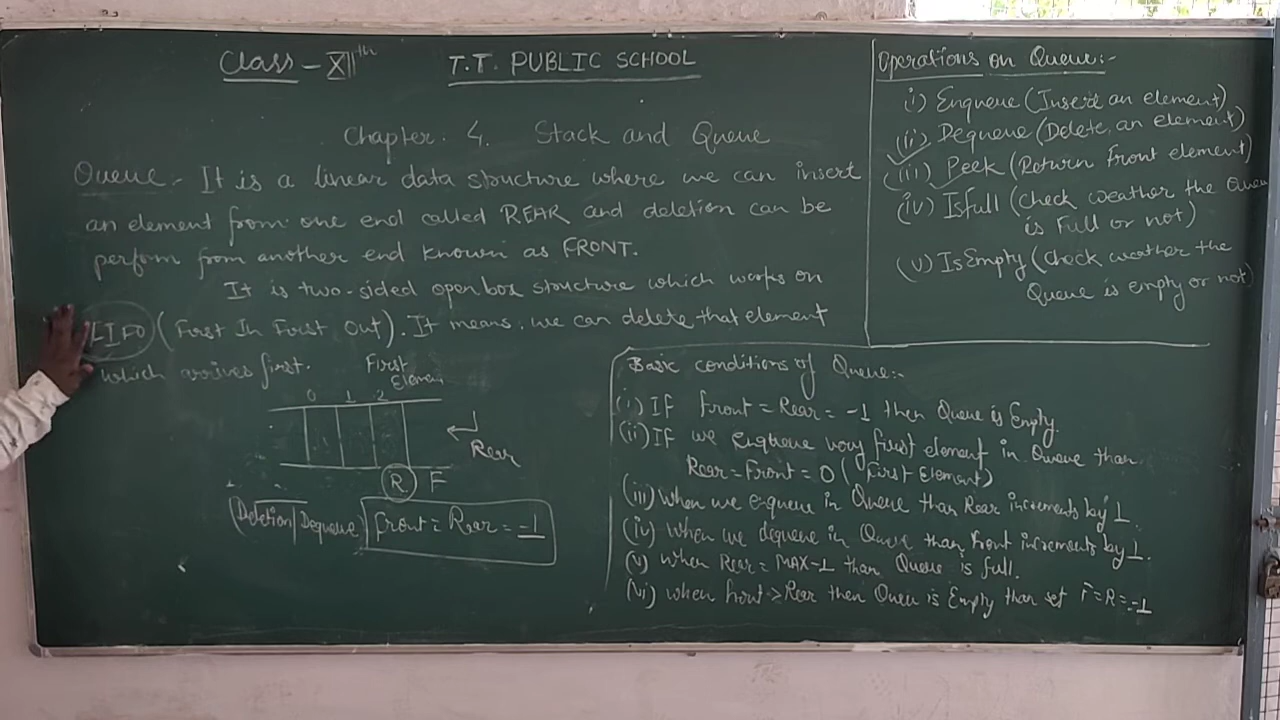 Class - XIIth
T.T. PUBLIC SCHOOL
Chapter. 4. Stack and Queue
Queue - It is a linear data structure where we can insert
an element from one end called REAR and deletion can be
perform from another end known as FRONT.
It is two-sided open box structure which works on
LIFO (First In First Out). It means, we can delete that element
which arrives first.
First
Element
0 1 2
Rear
R F
(Deletion/Dequeue) Front = Rear = -1
Operations on Queue:-
i) Enqueue (Insert an element)
(ii) Dequeue (Delete, an element)
(iii) Peek (Return Front element)
(iv) Isfull (check weather the Queue
is Full or not)
(v) IsEmpty (check weather the
Queue is empty or not)
Basic conditions of Queue:-
(i) IF Front = Rear = -1 then Queue is Empty.
(ii) IF we enqueue very first element in Queue than
Rear = Front = 0 (First Element)
(iii) When we enqueue in Queue than Rear increments by 1.
(iv) When we dequeue in Queue than Front increments by 1.
(v) when Rear = MAX-1 than Queue is full.
(vi) when front > Rear then Queue is Empty than set F = R = -1